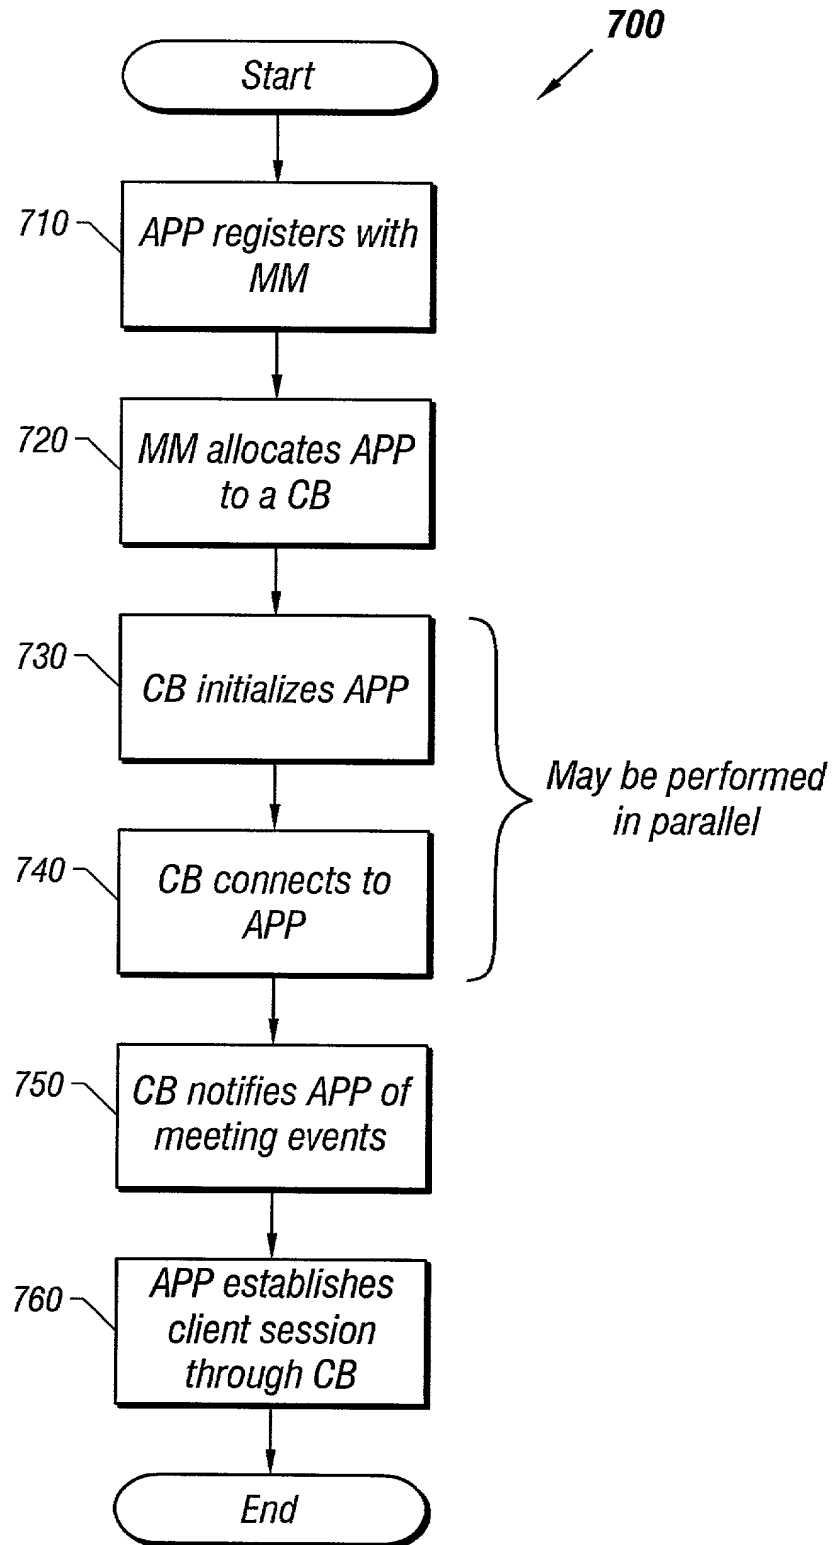 700
Start
710
APP registers with
MM
720
MM allocates APP
to a CB
730
CB initializes APP
May be performed
in parallel
740
CB connects to
APP
750
CB notifies APP of
meeting events
760
APP establishes
client session
through CB
End